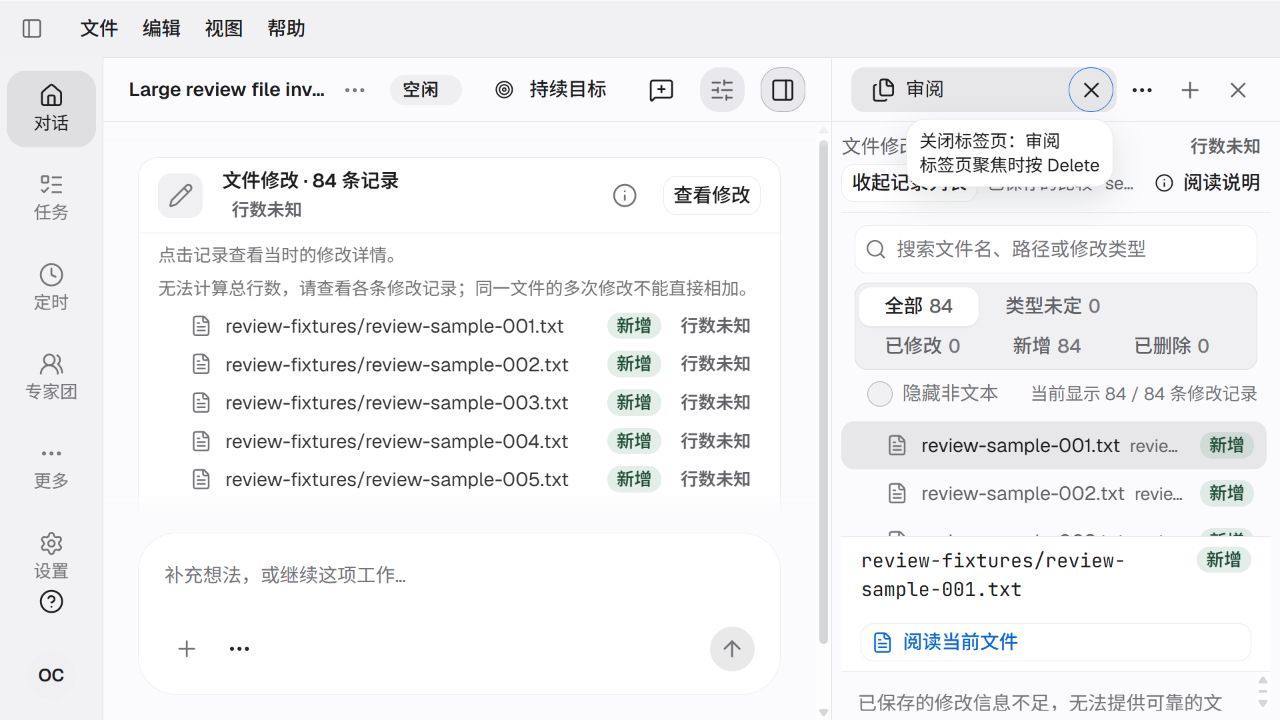 文件 编辑 视图 帮助
对话
任务
定时
专家团
更多
设置
OC
Large review file inv... 空闲 持续目标
文件修改 · 84 条记录
行数未知
查看修改
点击记录查看当时的修改详情。
无法计算总行数，请查看各条修改记录；同一文件的多次修改不能直接相加。
review-fixtures/review-sample-001.txt 新增 行数未知
review-fixtures/review-sample-002.txt 新增 行数未知
review-fixtures/review-sample-003.txt 新增 行数未知
review-fixtures/review-sample-004.txt 新增 行数未知
review-fixtures/review-sample-005.txt 新增 行数未知
补充想法，或继续这项工作...
审阅
关闭标签页：审阅
标签页聚焦时按 Delete
文件修 行数未知
收起记 se... 阅读说明
搜索文件名、路径或修改类型
全部 84 类型未定 0
已修改 0 新增 84 已删除 0
隐藏非文本 当前显示 84 / 84 条修改记录
review-sample-001.txt revie... 新增
review-sample-002.txt revie... 新增
review-fixtures/review-
sample-001.txt
新增
阅读当前文件
已保存的修改信息不足，无法提供可靠的文